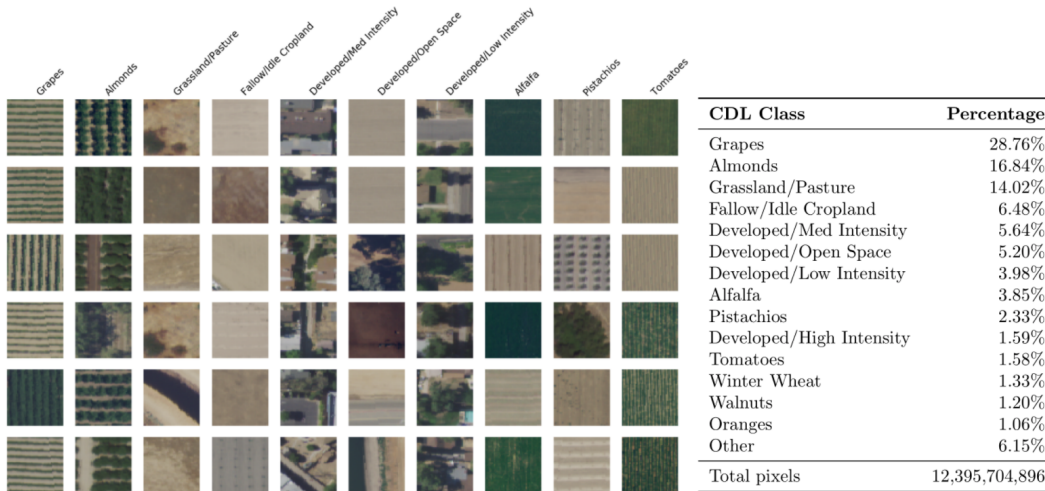 Grapes
Almonds
Grassland/Pasture
Fallow/Idle Cropland
Developed/Med Intensity
Developed/Open Space
Developed/Low Intensity
Alfalfa
Pistachios
Tomatoes
CDL Class Percentage
Grapes 28.76%
Almonds 16.84%
Grassland/Pasture 14.02%
Fallow/Idle Cropland 6.48%
Developed/Med Intensity 5.64%
Developed/Open Space 5.20%
Developed/Low Intensity 3.98%
Alfalfa 3.85%
Pistachios 2.33%
Developed/High Intensity 1.59%
Tomatoes 1.58%
Winter Wheat 1.33%
Walnuts 1.20%
Oranges 1.06%
Other 6.15%
Total pixels 12,395,704,896